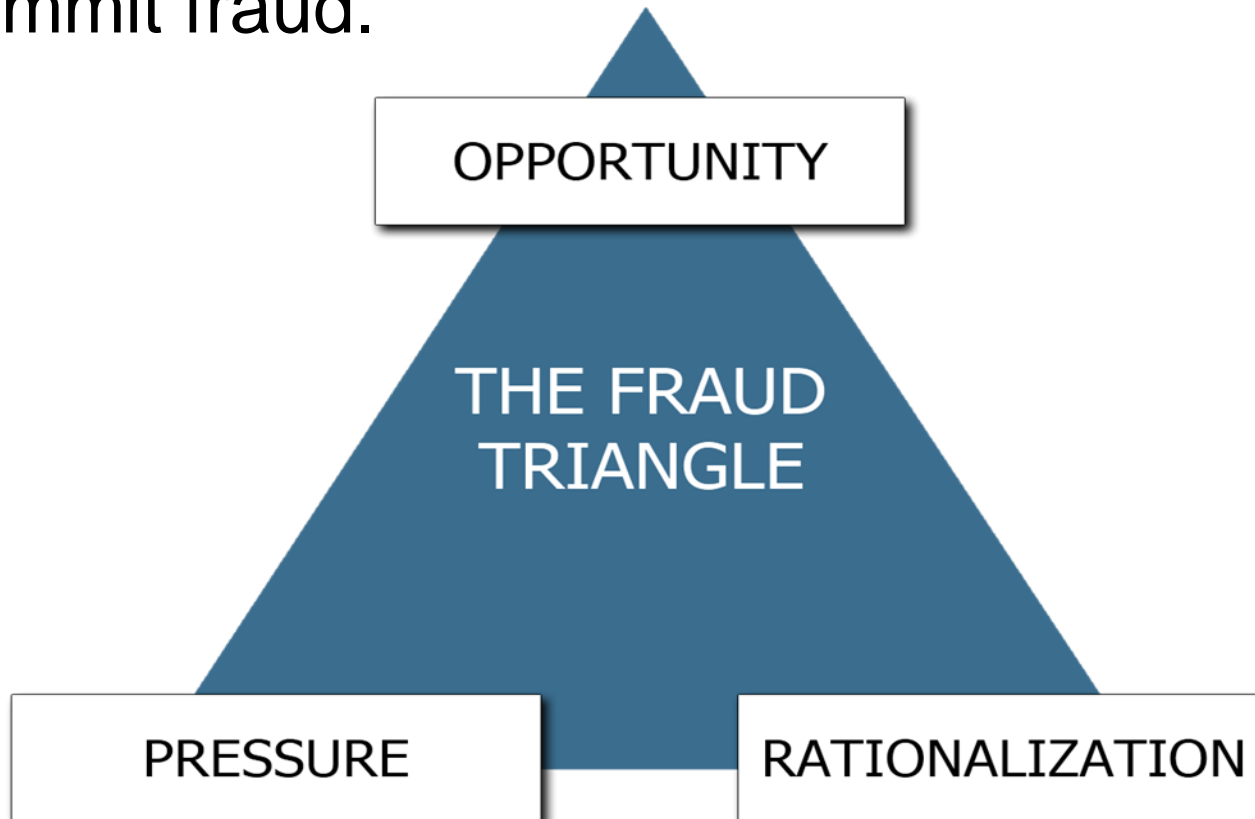 mmit fraud.
OPPORTUNITY
THE FRAUD
TRIANGLE
PRESSURE
RATIONALIZATION